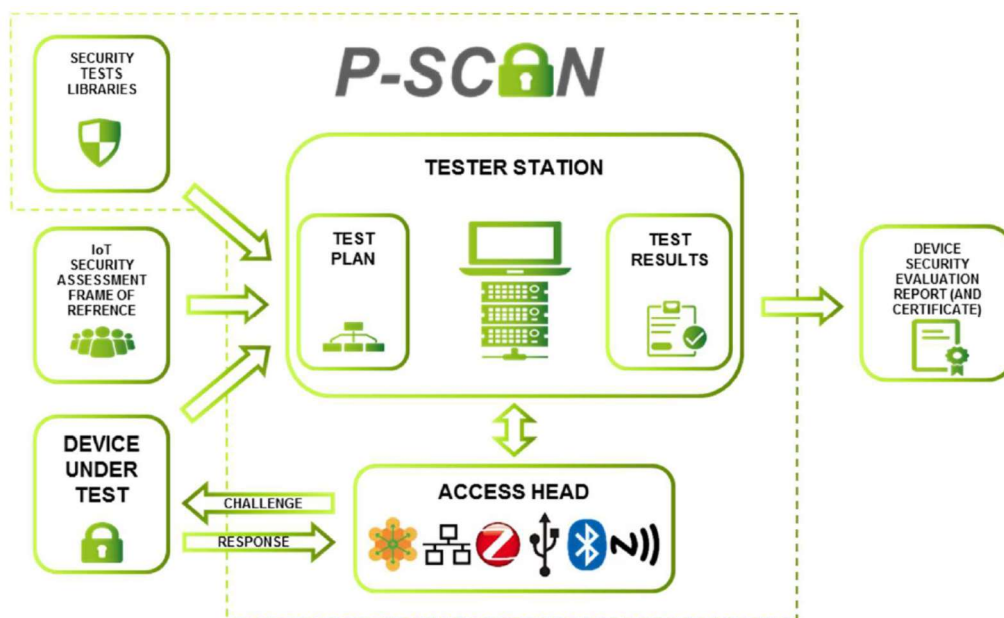 P-SCAN
SECURITY
TESTS
LIBRARIES
TESTER STATION
TEST
PLAN
TEST
RESULTS
IoT
SECURITY
ASSESSMENT
FRAME OF
REFRENCE
DEVICE
SECURITY
EVALUATION
REPORT (AND
CERTIFICATE)
DEVICE
UNDER
TEST
CHALLENGE
RESPONSE
ACCESS HEAD